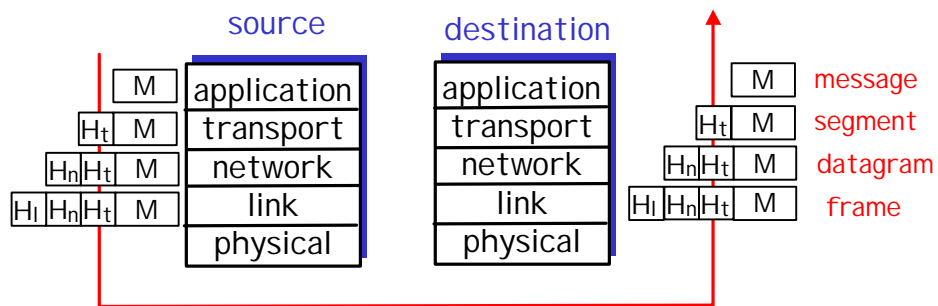 source destination
M application application M message
Ht M transport transport Ht M segment
Hn Ht M network network Hn Ht M datagram
Hl Hn Ht M link link Hl Hn Ht M frame
physical physical